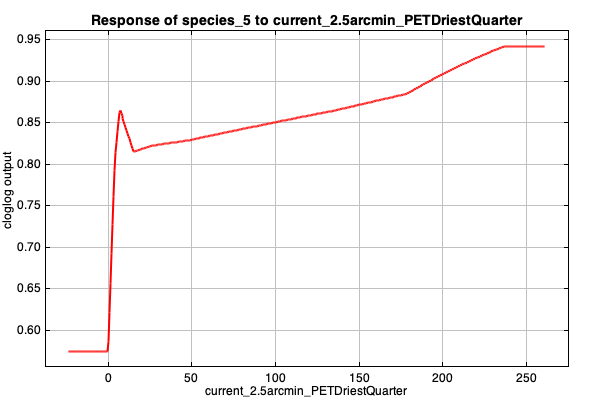 Response of species_5 to current_2.5arcmin_PETDriestQuarter
cloglog output
0.95
0.90
0.85
0.80
0.75
0.70
0.65
0.60
0 50 100 150 200 250
current_2.5arcmin_PETDriestQuarter